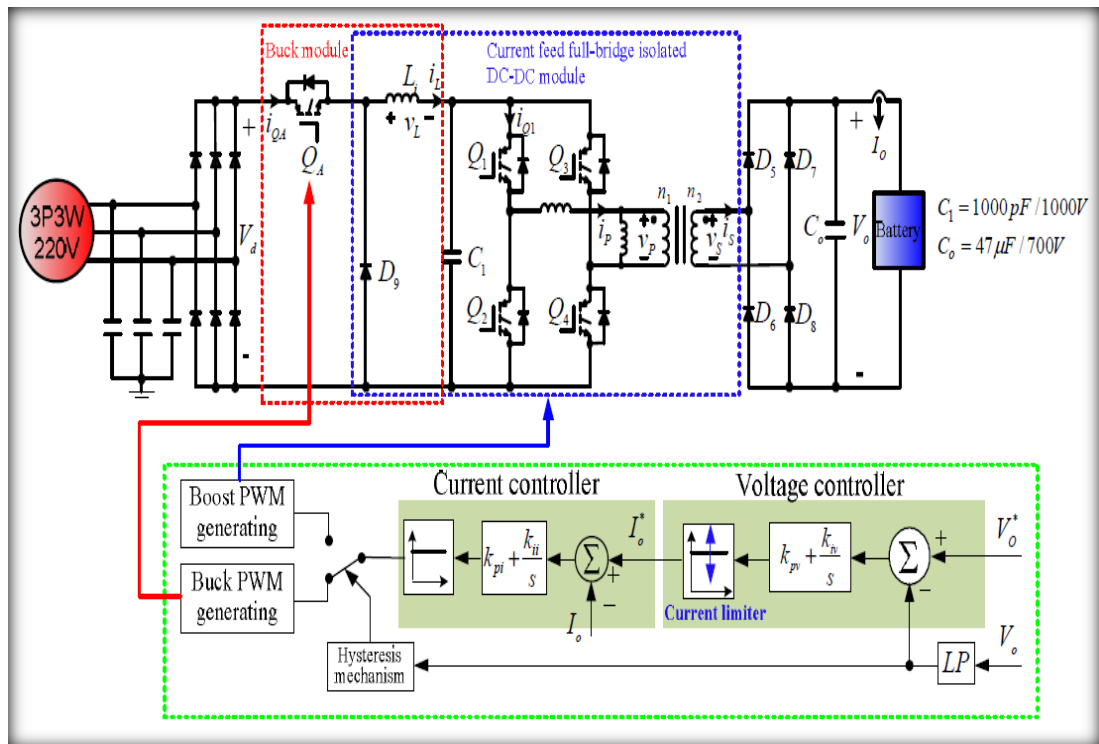 Buck module
Current feed full-bridge isolated
DC-DC module
L_i
i_L
+ v_L -
+
i_QA
Q_A
i_Q1
Q_1
Q_3
n_1
n_2
D_5
D_7
+
I_o
3P3W
220V
V_d
D_9
C_1
i_P
+
v_P
-
+
v_S
-
i_S
C_o
V_o
Battery
C_1 = 1000pF/1000V
C_o = 47μF/700V
Q_2
Q_4
D_6
D_8
-
-
Boost PWM
generating
Buck PWM
generating
Current controller
Voltage controller
k_pi + k_ii/s
Σ
+
−
I_o^*
I_o
Current limiter
k_pv + k_iv/s
Σ
+
−
V_O^*
V_o
LP
Hysteresis
mechanism